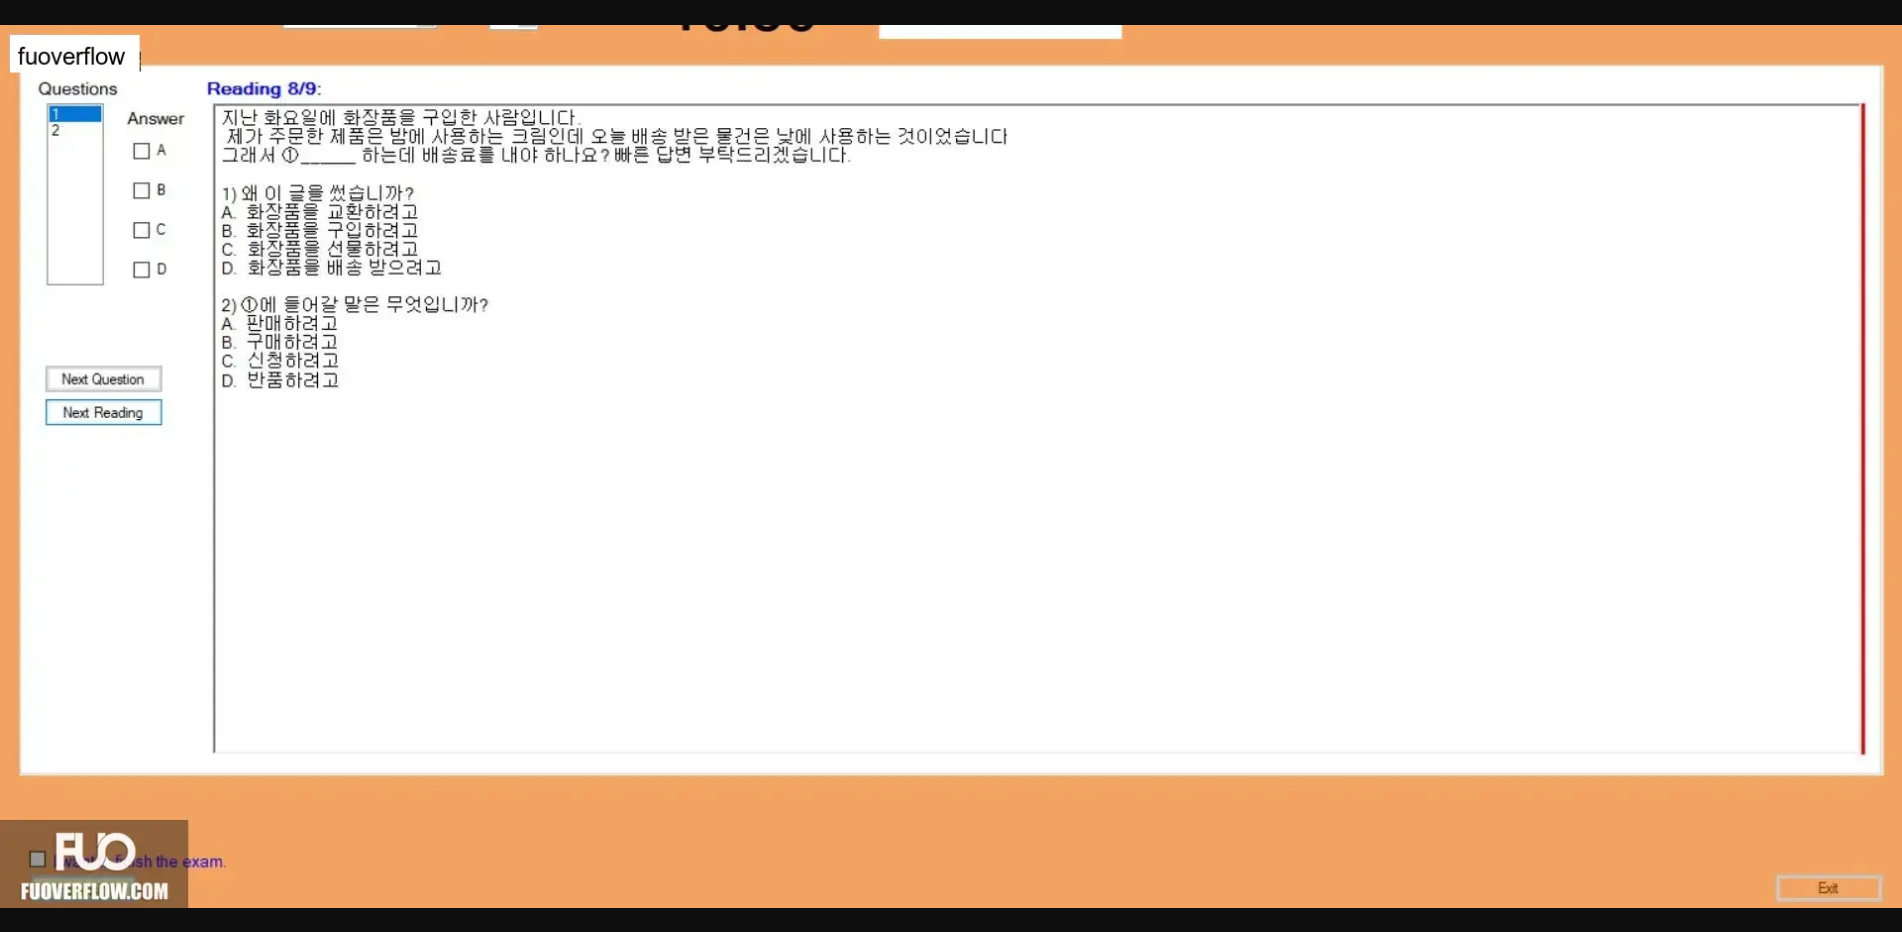 fuoverflow
Questions
Reading 8/9:
1
2
Answer
A
B
C
D
Next Question
Next Reading
지난 화요일에 화장품을 구입한 사람입니다.
제가 주문한 제품은 밤에 사용하는 크림인데 오늘 배송 받은 물건은 낮에 사용하는 것이었습니다
그래서 ①______ 하는데 배송료를 내야 하나요? 빠른 답변 부탁드리겠습니다.
1) 왜 이 글을 썼습니까?
A. 화장품을 교환하려고
B. 화장품을 구입하려고
C. 화장품을 선물하려고
D. 화장품을 배송 받으려고
2) ①에 들어갈 말은 무엇입니까?
A. 판매하려고
B. 구매하려고
C. 신청하려고
D. 반품하려고
FUO
the exam.
FUOVERFLOW.COM
Exit